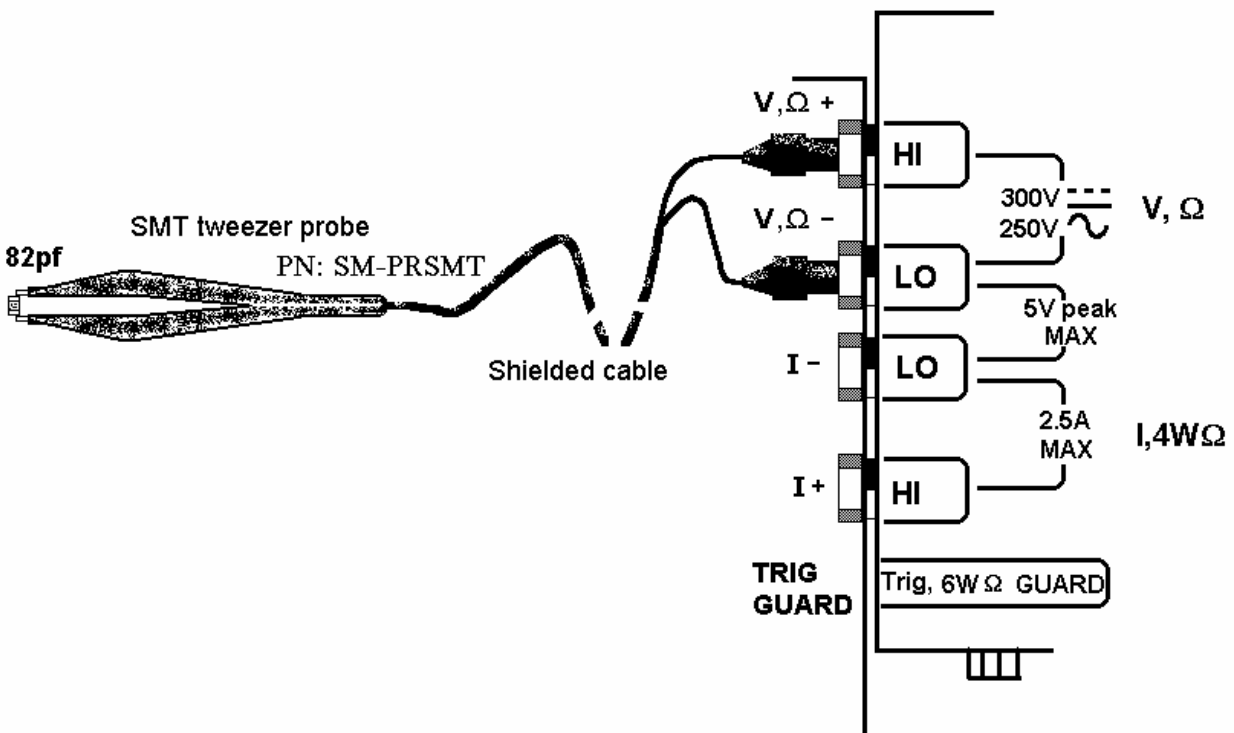 V,Ω +
HI
300V
250V
V, Ω
SMT tweezer probe
82pf
PN: SM-PRSMT
V,Ω -
LO
5V peak
MAX
Shielded cable
I -
LO
2.5A
MAX
I,4WΩ
I +
HI
TRIG
GUARD
Trig, 6WΩ GUARD